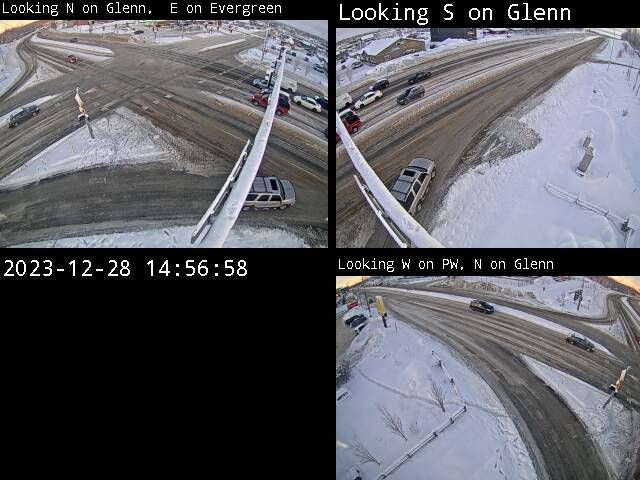 Looking N on Glenn, E on Evergreen
Looking S on Glenn
2023-12-28 14:56:58
Looking W on PW, N on Glenn